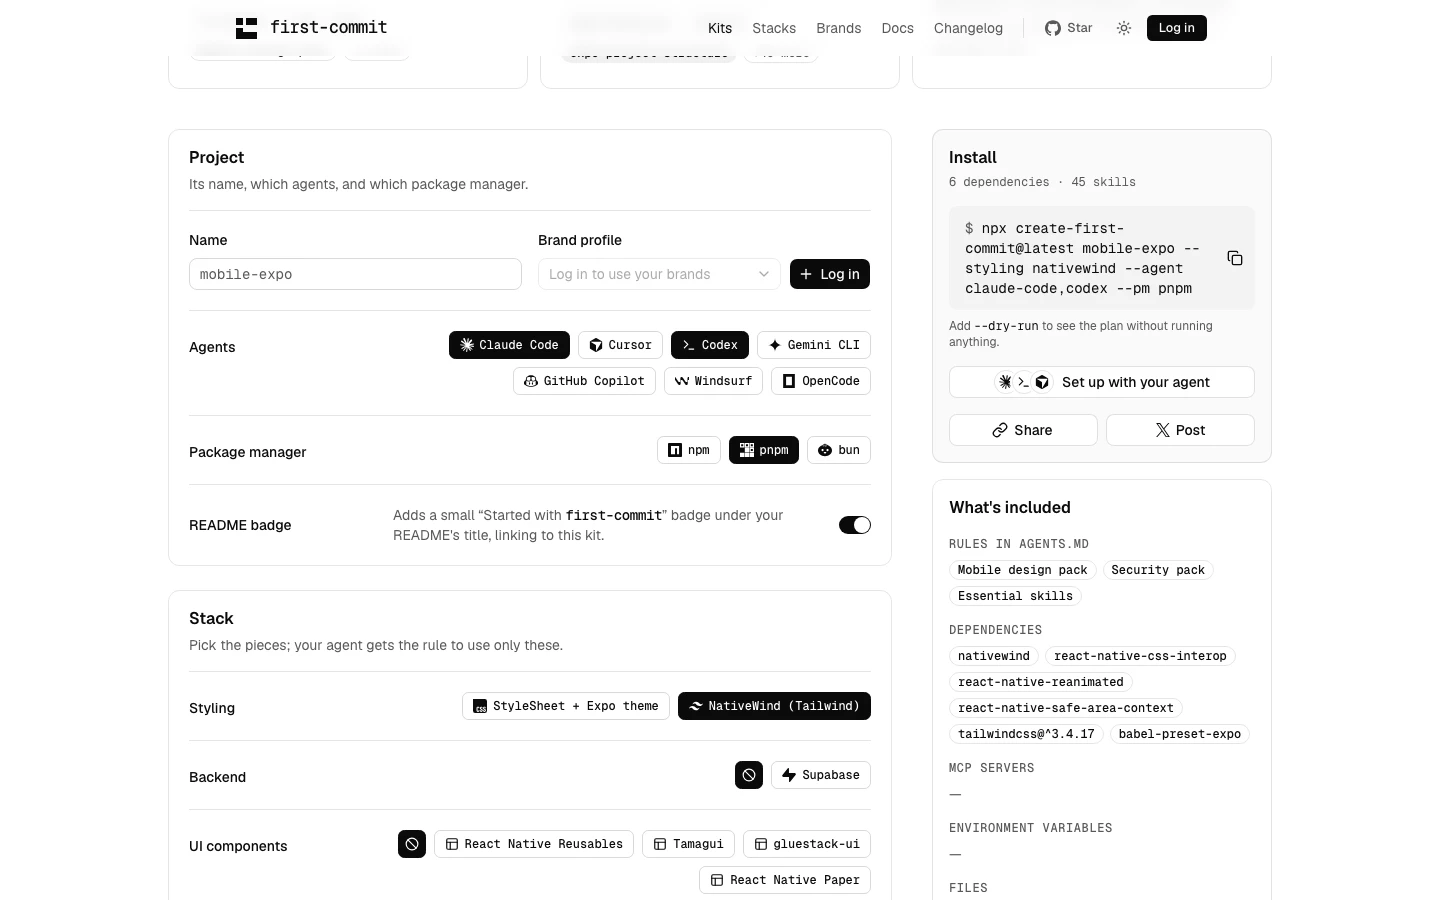 first-commit
Kits
Stacks
Brands
Docs
Changelog
Star
Log in
Project
Its name, which agents, and which package manager.
Name
Brand profile
mobile-expo
Log in to use your brands
Log in
Agents
Claude Code
Cursor
Codex
Gemini CLI
GitHub Copilot
Windsurf
OpenCode
Package manager
npm
pnpm
bun
README badge
Adds a small “Started with first-commit” badge under your
README's title, linking to this kit.
Stack
Pick the pieces; your agent gets the rule to use only these.
Styling
StyleSheet + Expo theme
NativeWind (Tailwind)
Backend
Supabase
UI components
React Native Reusables
Tamagui
gluestack-ui
React Native Paper
Install
6 dependencies · 45 skills
$ npx create-first-
commit@latest mobile-expo --
styling nativewind --agent
claude-code,codex --pm pnpm
Add --dry-run to see the plan without running
anything.
Set up with your agent
Share
Post
What's included
RULES IN AGENTS.MD
Mobile design pack
Security pack
Essential skills
DEPENDENCIES
nativewind
react-native-css-interop
react-native-reanimated
react-native-safe-area-context
tailwindcss@^3.4.17
babel-preset-expo
MCP SERVERS
—
ENVIRONMENT VARIABLES
—
FILES